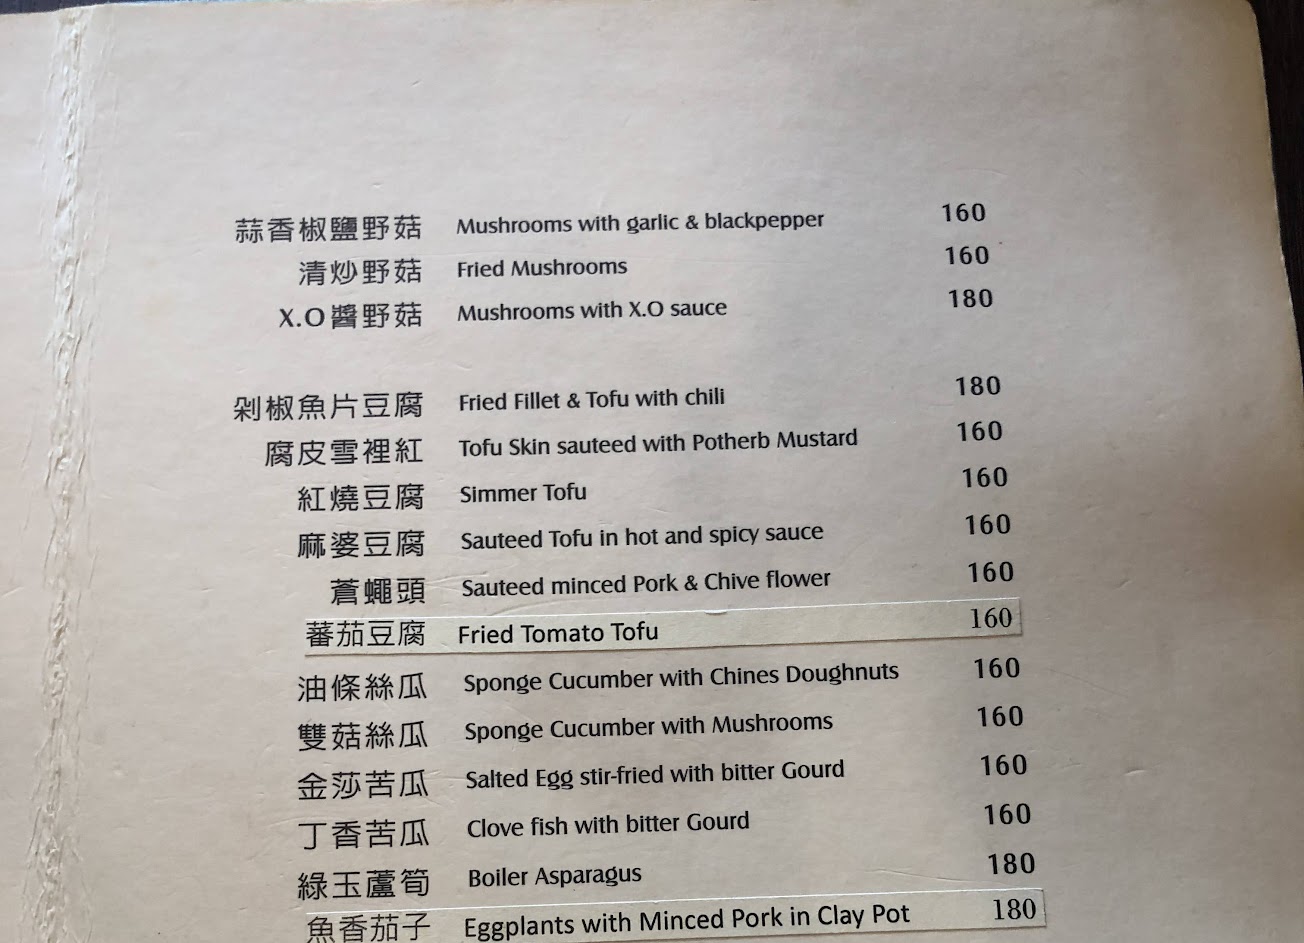 蒜香椒鹽野菇 Mushrooms with garlic & blackpepper 160
清炒野菇 Fried Mushrooms 160
X.O醬野菇 Mushrooms with X.O sauce 180
剁椒魚片豆腐 Fried Fillet & Tofu with chili 180
腐皮雪裡紅 Tofu Skin sauteed with Potherb Mustard 160
紅燒豆腐 Simmer Tofu 160
麻婆豆腐 Sauteed Tofu in hot and spicy sauce 160
蒼蠅頭 Sauteed minced Pork & Chive flower 160
蕃茄豆腐 Fried Tomato Tofu 160
油條絲瓜 Sponge Cucumber with Chines Doughnuts 160
雙菇絲瓜 Sponge Cucumber with Mushrooms 160
金莎苦瓜 Salted Egg stir-fried with bitter Gourd 160
丁香苦瓜 Clove fish with bitter Gourd 160
綠玉蘆筍 Boiler Asparagus 180
魚香茄子 Eggplants with Minced Pork in Clay Pot 180